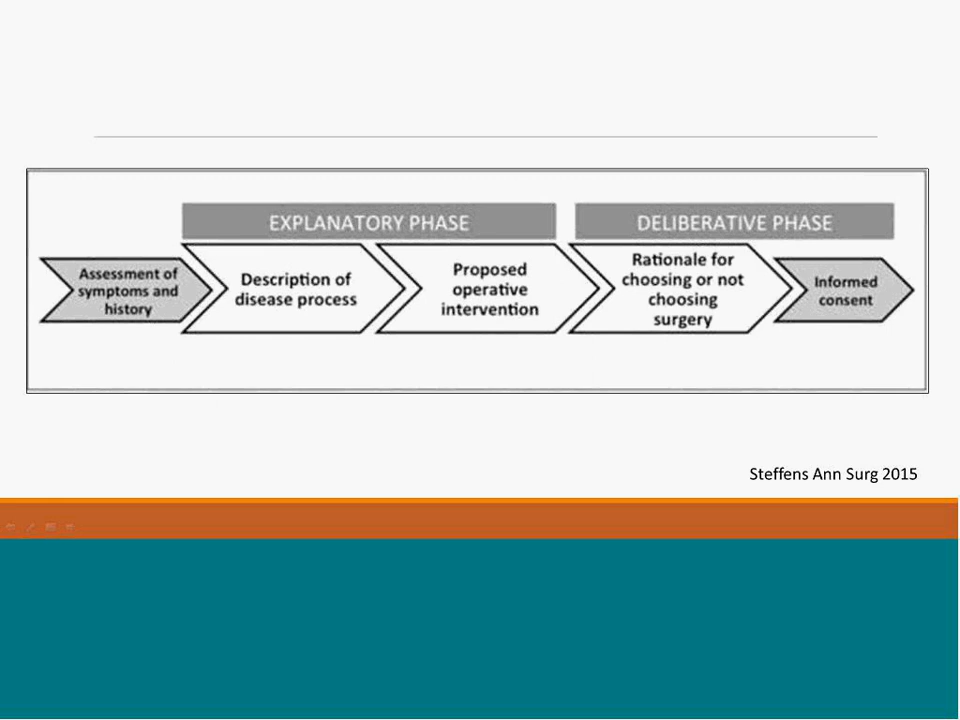 EXPLANATORY PHASE
DELIBERATIVE PHASE
Assessment of
symptoms and
history
Description of
disease process
Proposed
operative
intervention
Rationale for
choosing or not
choosing
surgery
Informed
consent
Steffens Ann Surg 2015